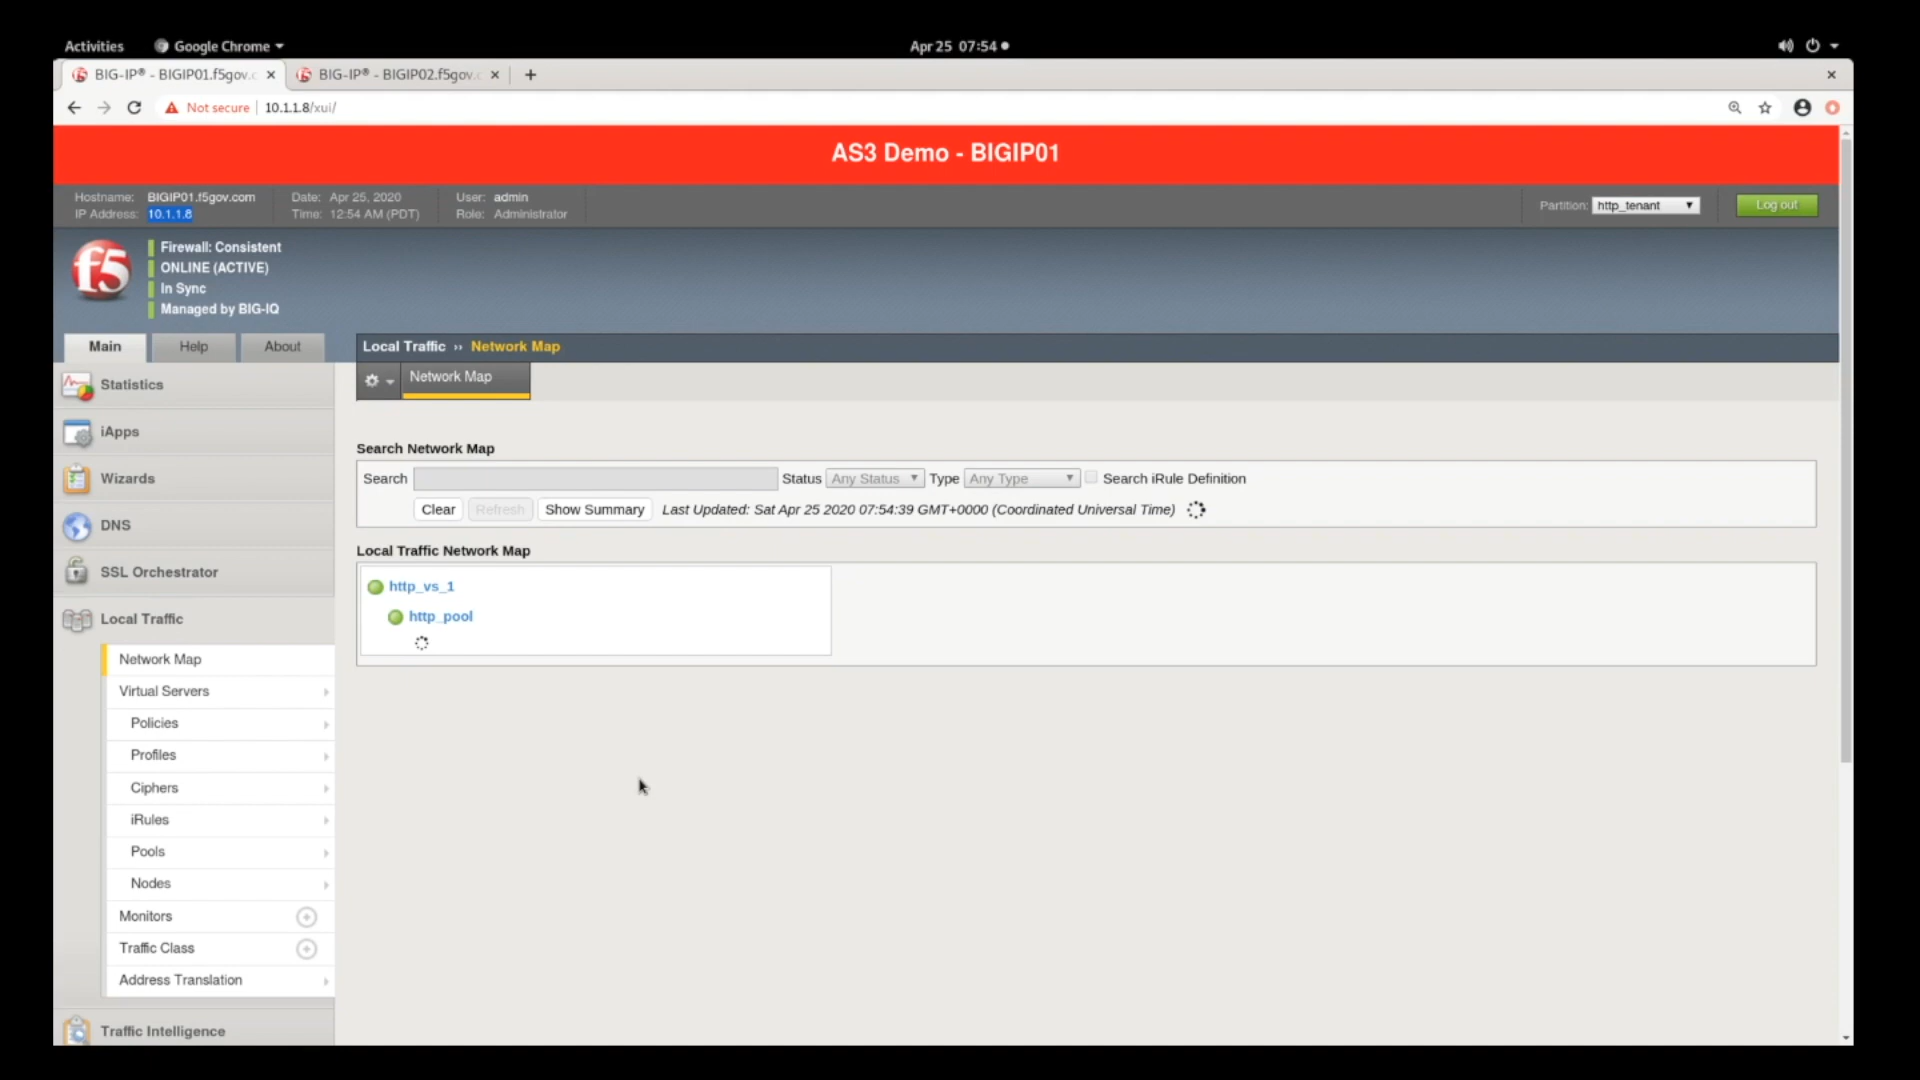 Activities
Google Chrome
Apr 25 07:54
BIG-IP® - BIGIP01.f5gov.c
BIG-IP® - BIGIP02.f5gov.c
Not secure
10.1.1.8/xui/
AS3 Demo - BIGIP01
Hostname: BIGIP01.f5gov.com
IP Address: 10.1.1.8
Date: Apr 25, 2020
Time: 12:54 AM (PDT)
User: admin
Role: Administrator
Partition: http_tenant
Log out
f5
Firewall: Consistent
ONLINE (ACTIVE)
In Sync
Managed by BIG-IQ
Main
Help
About
Local Traffic ›› Network Map
Network Map
Statistics
iApps
Wizards
DNS
SSL Orchestrator
Local Traffic
Network Map
Virtual Servers
Policies
Profiles
Ciphers
iRules
Pools
Nodes
Monitors
Traffic Class
Address Translation
Traffic Intelligence
Search Network Map
Search
Status Any Status
Type Any Type
Search iRule Definition
Clear
Refresh
Show Summary
Last Updated: Sat Apr 25 2020 07:54:39 GMT+0000 (Coordinated Universal Time)
Local Traffic Network Map
http_vs_1
http_pool